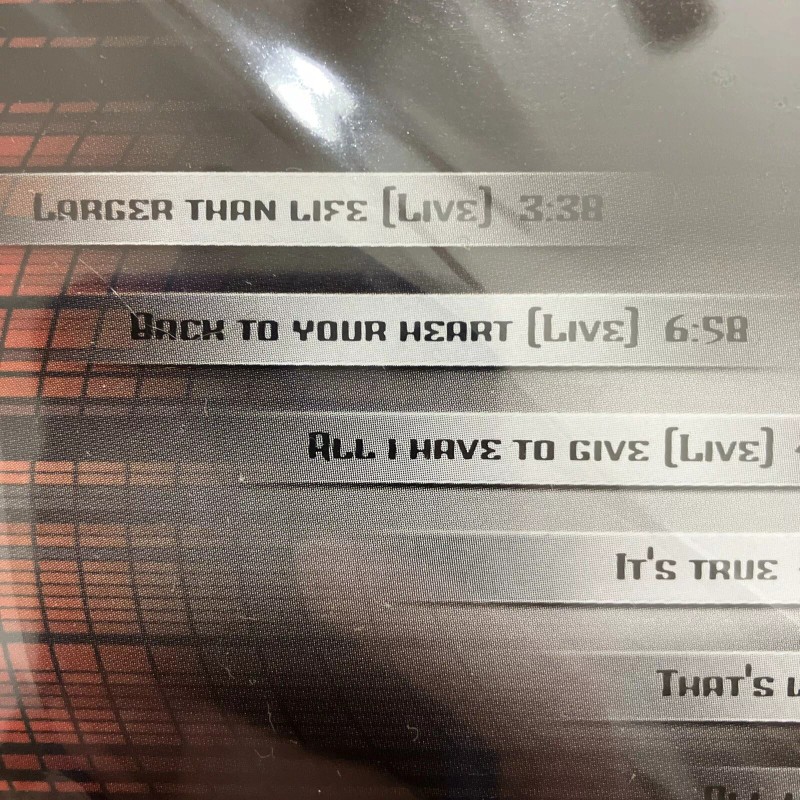 Larger than life (Live) 3:38
Back to your heart (Live) 6:58
All I have to give (Live)
It's true
That's